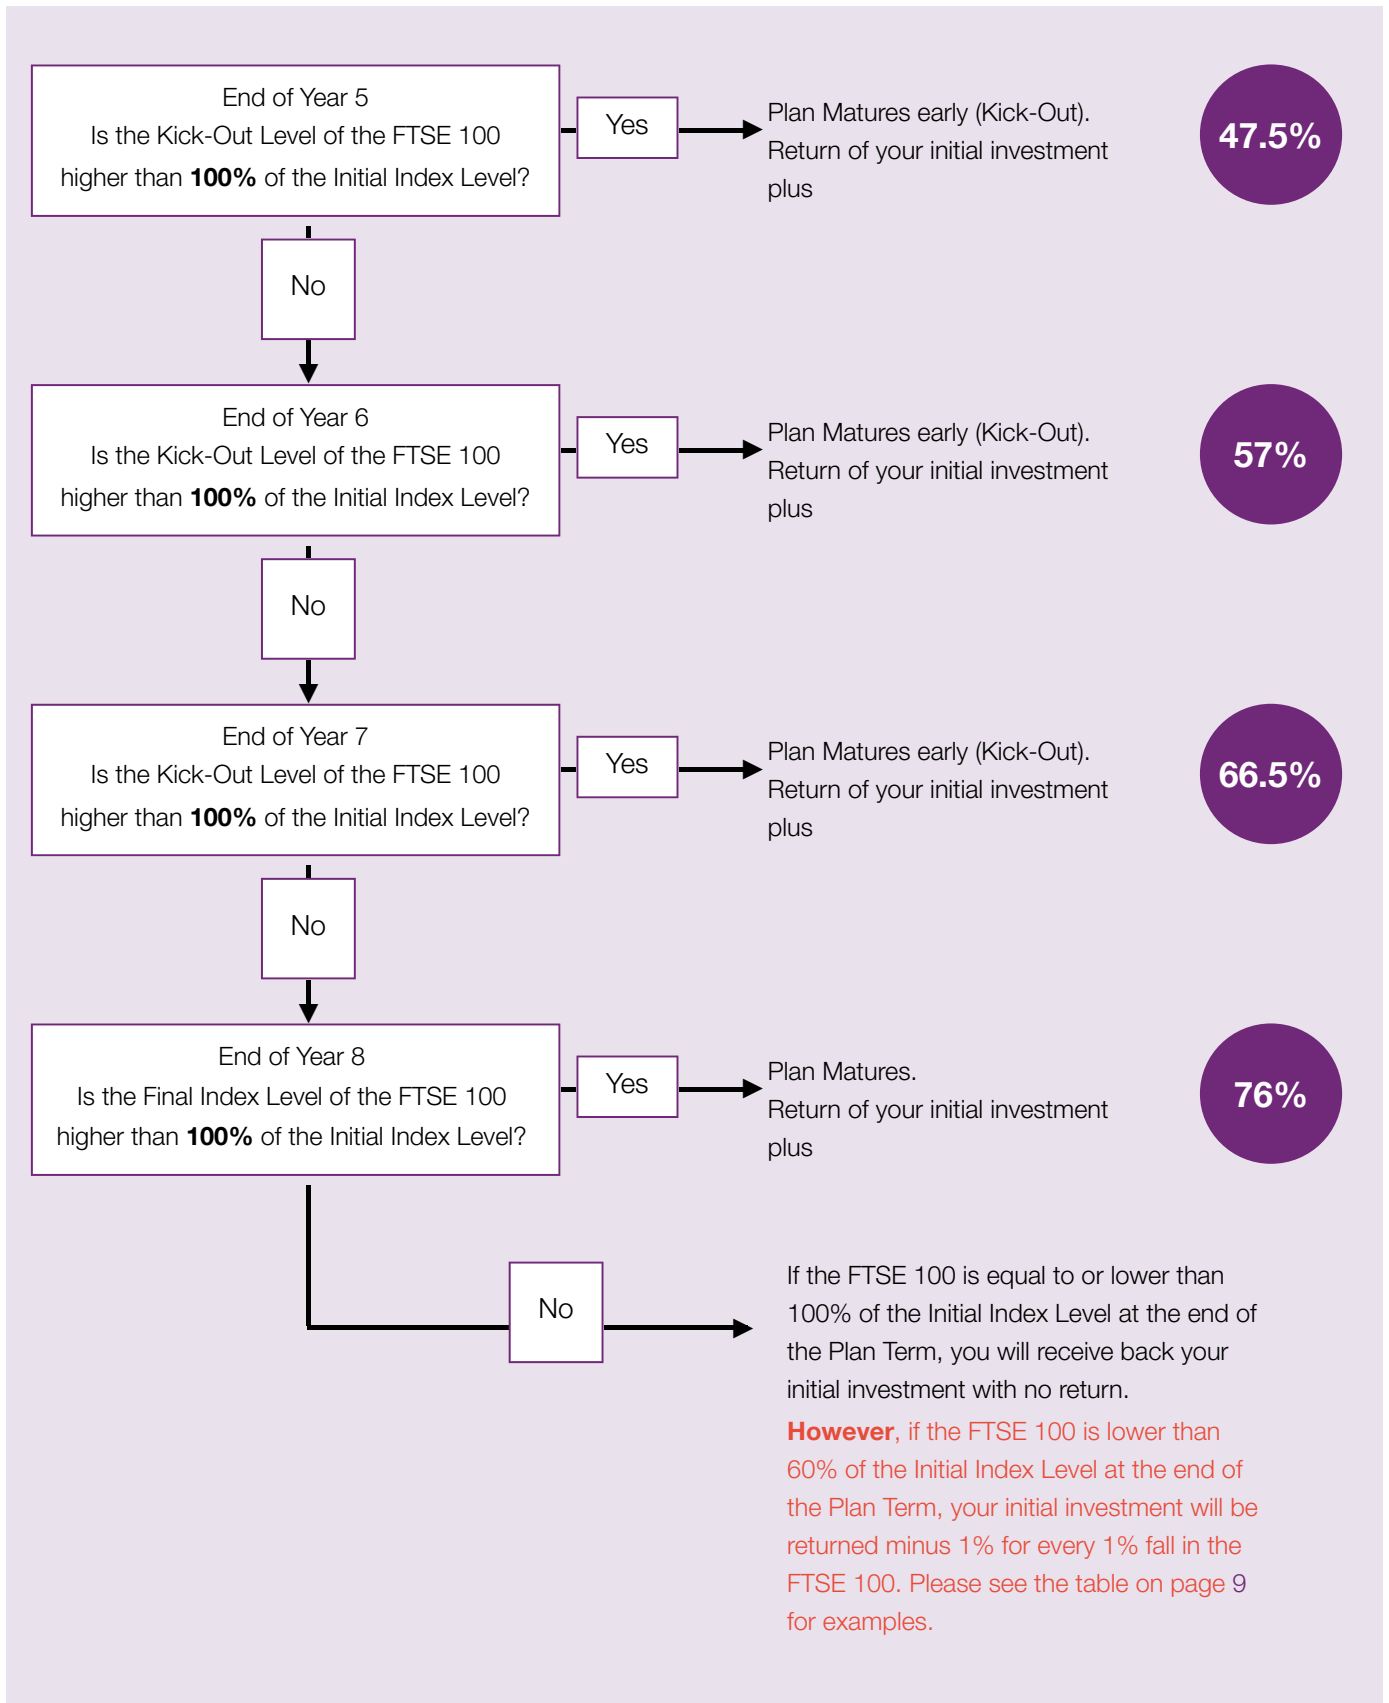 End of Year 5
Is the Kick-Out Level of the FTSE 100
higher than 100% of the Initial Index Level?
Yes
Plan Matures early (Kick-Out).
Return of your initial investment
plus
47.5%
No
End of Year 6
Is the Kick-Out Level of the FTSE 100
higher than 100% of the Initial Index Level?
Yes
Plan Matures early (Kick-Out).
Return of your initial investment
plus
57%
No
End of Year 7
Is the Kick-Out Level of the FTSE 100
higher than 100% of the Initial Index Level?
Yes
Plan Matures early (Kick-Out).
Return of your initial investment
plus
66.5%
No
End of Year 8
Is the Final Index Level of the FTSE 100
higher than 100% of the Initial Index Level?
Yes
Plan Matures.
Return of your initial investment
plus
76%
No
If the FTSE 100 is equal to or lower than
100% of the Initial Index Level at the end of
the Plan Term, you will receive back your
initial investment with no return.
However, if the FTSE 100 is lower than
60% of the Initial Index Level at the end of
the Plan Term, your initial investment will be
returned minus 1% for every 1% fall in the
FTSE 100. Please see the table on page 9
for examples.